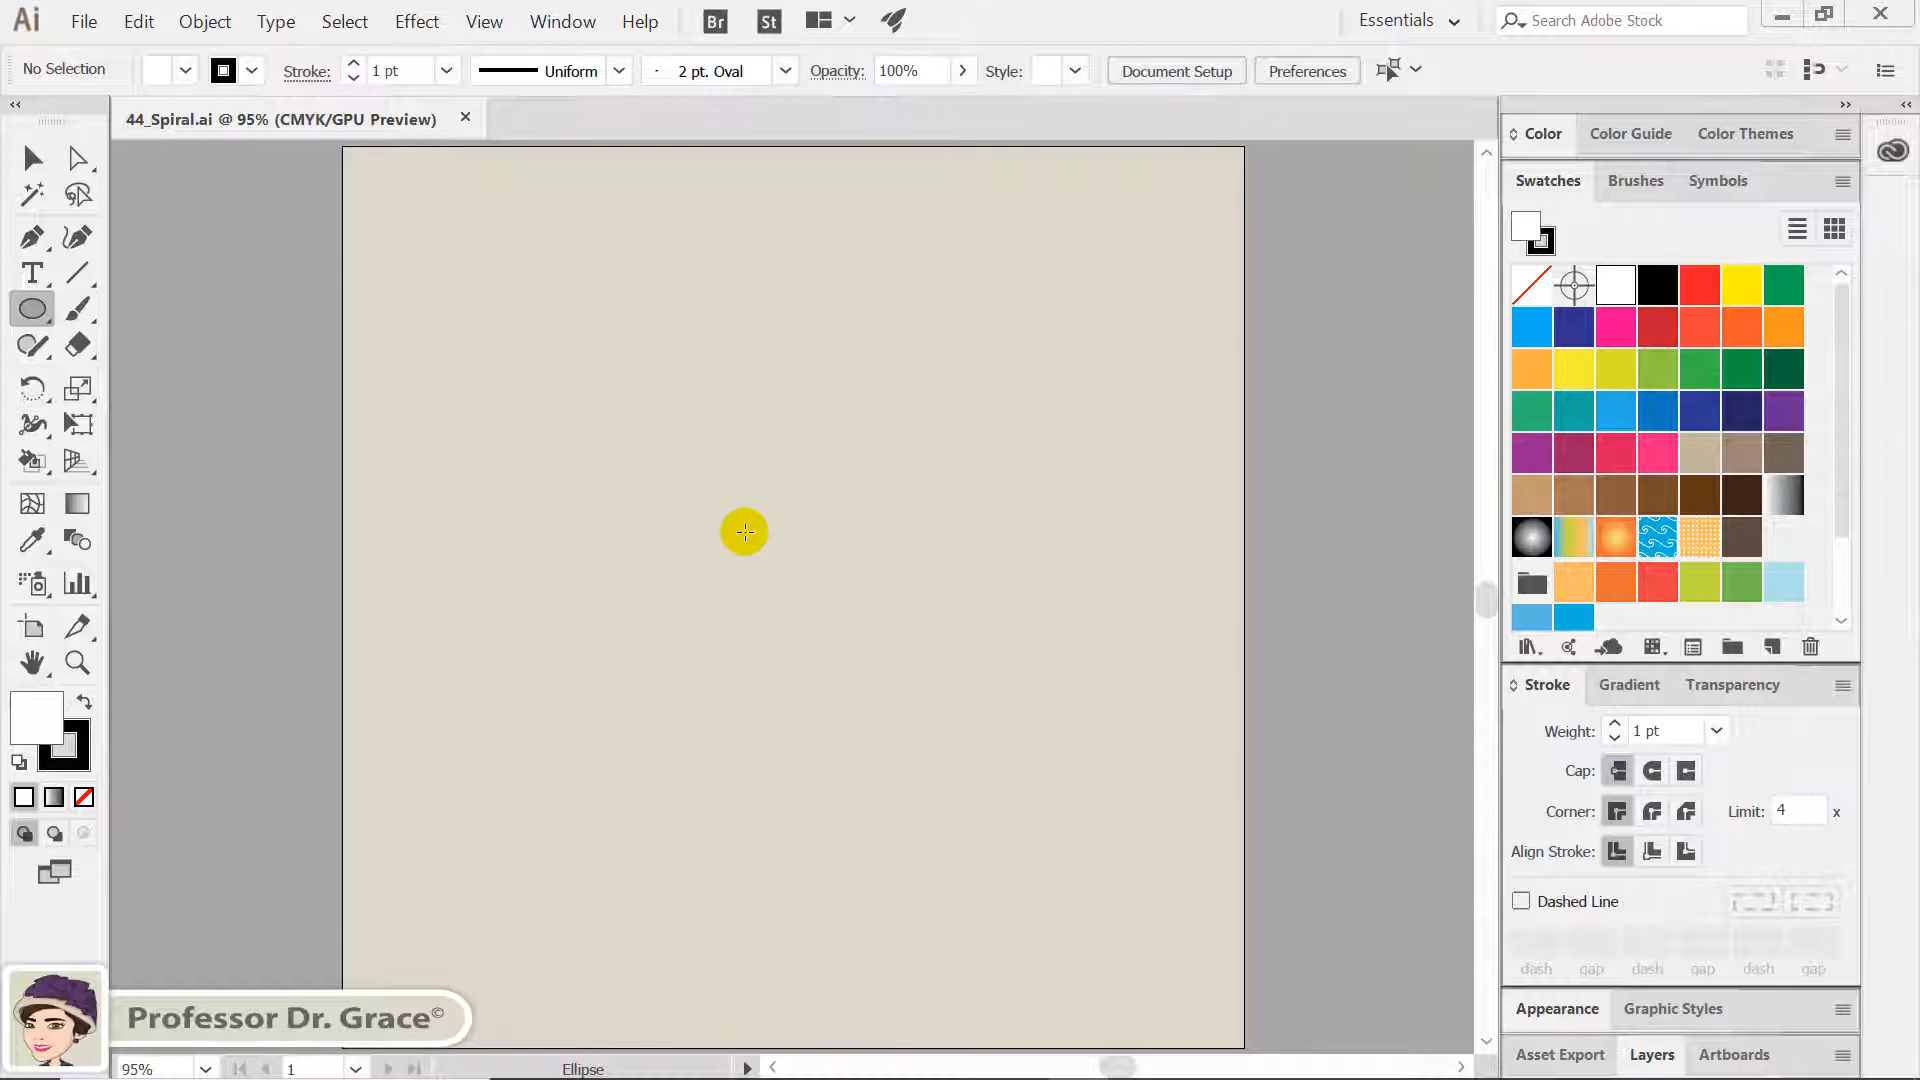 Ai File Edit Object Type Select Effect View Window Help Br St Essentials Search Adobe Stock
No Selection Stroke: 1 pt Uniform 2 pt. Oval Opacity: 100% Style: Document Setup Preferences
44_Spiral.ai @ 95% (CMYK/GPU Preview)
Color Color Guide Color Themes
Swatches Brushes Symbols
Stroke Gradient Transparency
Weight: 1 pt
Cap:
Corner: Limit: 4 x
Align Stroke:
Dashed Line
dash gap dash gap dash gap
Appearance Graphic Styles
Asset Export Layers Artboards
Professor Dr. Grace©
95% 1 Ellipse